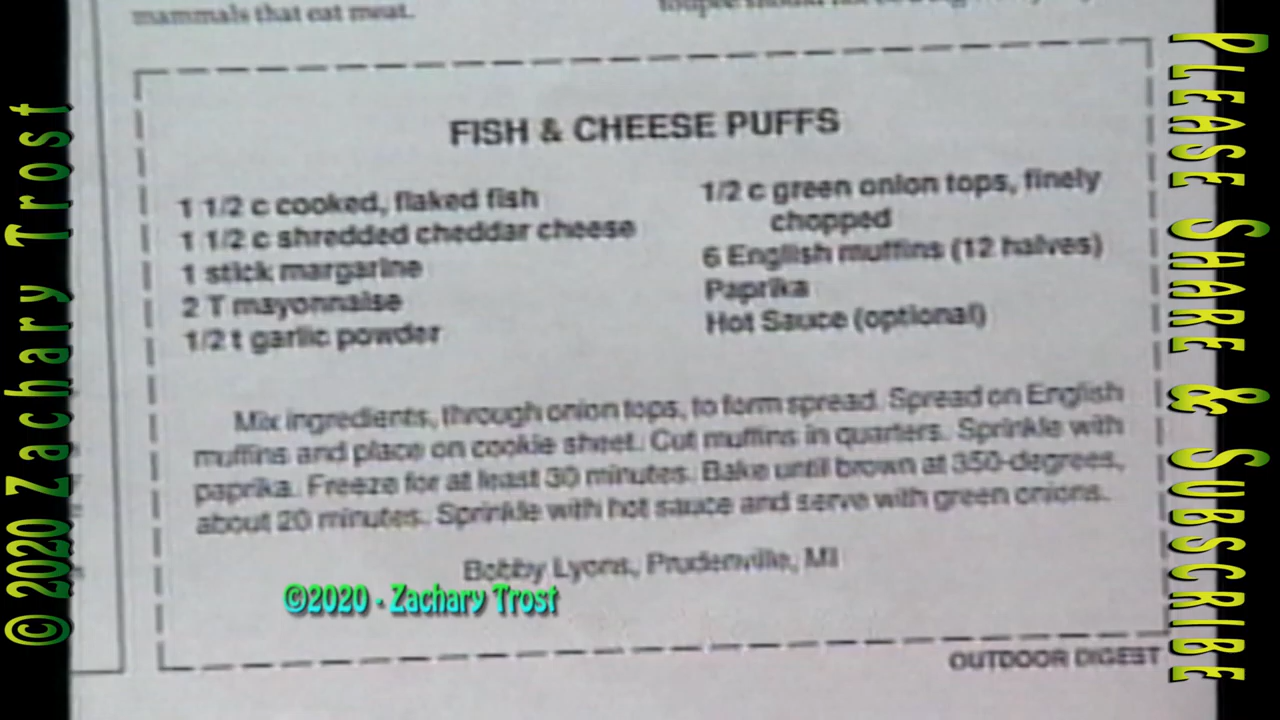 mammals that eat meat.
FISH & CHEESE PUFFS
1 1/2 c cooked, flaked fish
1 1/2 c shredded cheddar cheese
1 stick margarine
2 T mayonnaise
1/2 t garlic powder
1/2 c green onion tops, finely
chopped
6 English muffins (12 halves)
Paprika
Hot Sauce (optional)
Mix ingredients, through onion tops, to form spread. Spread on English
muffins and place on cookie sheet. Cut muffins in quarters. Sprinkle with
paprika. Freeze for at least 30 minutes. Bake until brown at 350-degrees,
about 20 minutes. Sprinkle with hot sauce and serve with green onions.
Bobby Lyons, Prudenville, MI
©2020 - Zachary Trost
OUTDOOR DIGEST
© 2020 Zachary Trost
PLEASE SHARE & SUBSCRIBE